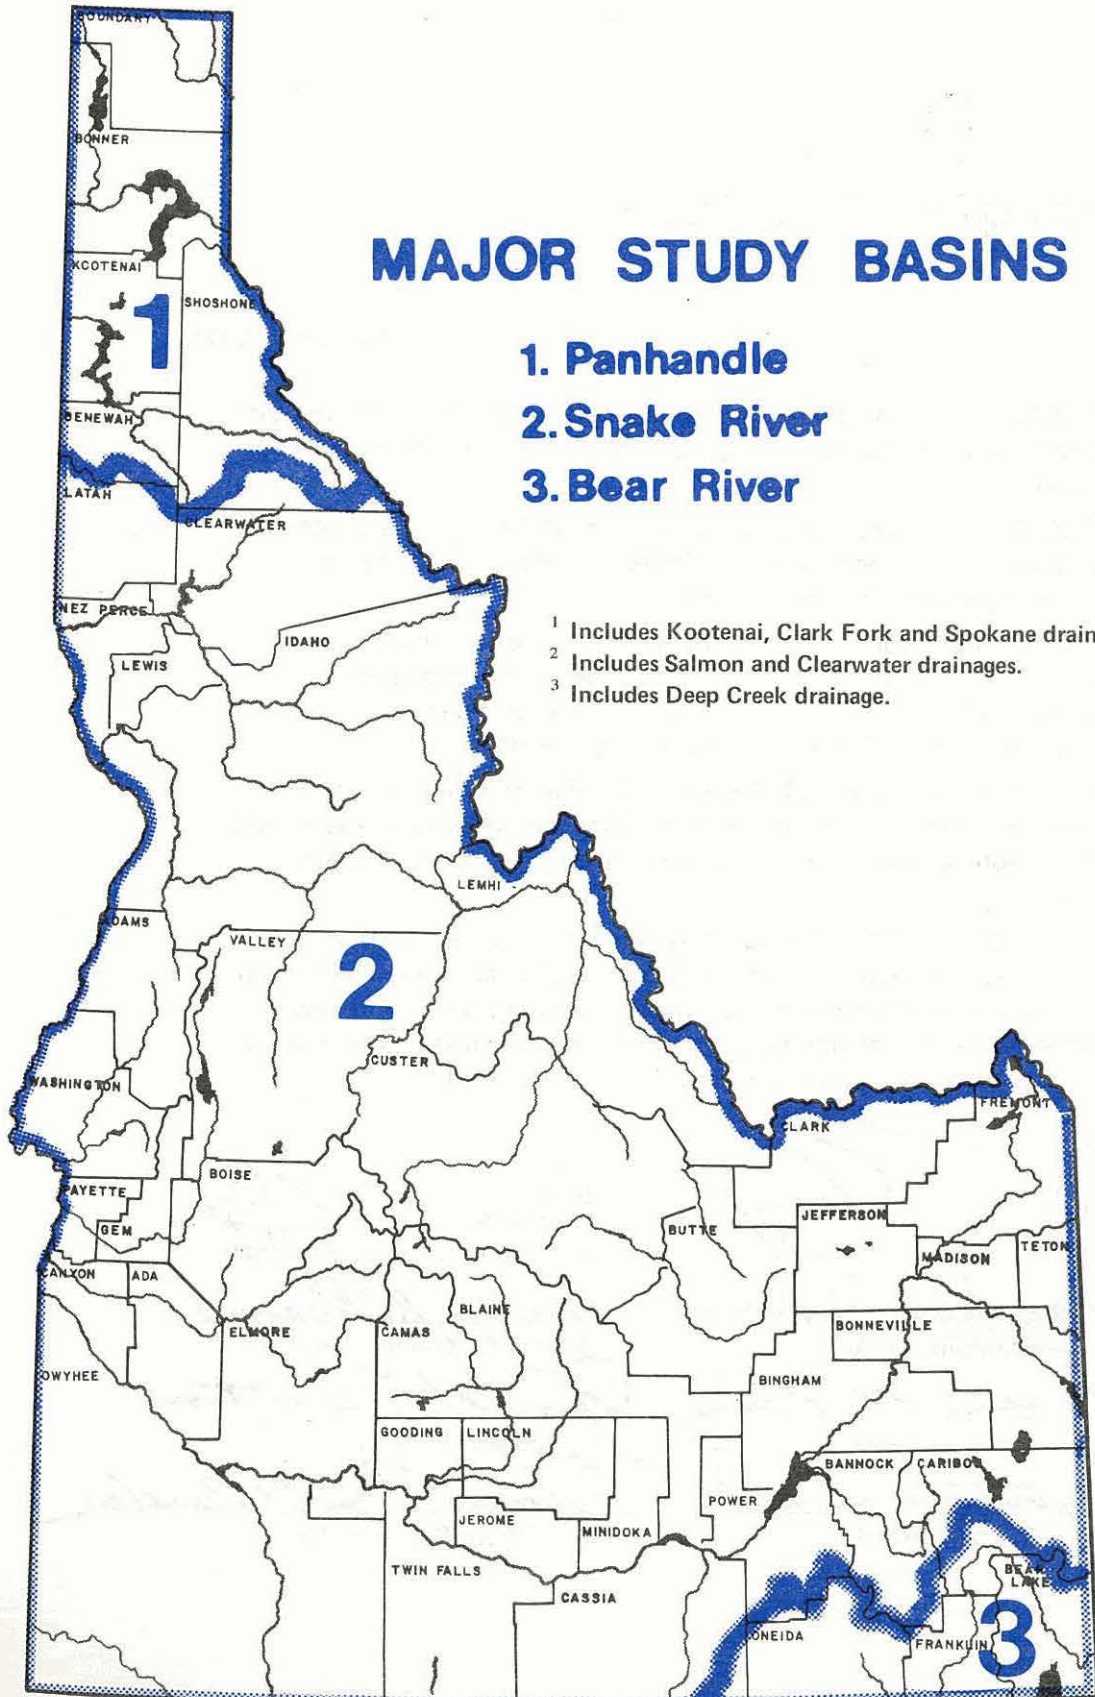 BOUNDARY
BONNER
MAJOR STUDY BASINS
KOOTENAI
SHOSHONE
1
1. Panhandle
2. Snake River
3. Bear River
BENEWAH
LATAH
CLEARWATER
NEZ PERCE
IDAHO
LEWIS
1 Includes Kootenai, Clark Fork and Spokane drain
2 Includes Salmon and Clearwater drainages.
3 Includes Deep Creek drainage.
LEMHI
ADAMS
VALLEY
2
CUSTER
WASHINGTON
CLARK
FREMONT
BOISE
PAYETTE
GEM
BUTTE
JEFFERSON
MADISON
TETON
CANYON
ADA
BLAINE
ELMORE
CAMAS
BONNEVILLE
OWYHEE
BINGHAM
GOODING
LINCOLN
BANNOCK
CARIBOU
POWER
JEROME
MINIDOKA
TWIN FALLS
CASSIA
BEAR
LAKE
ONEIDA
FRANKLIN
3